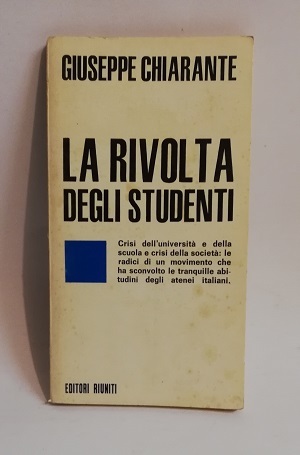 GIUSEPPE CHIARANTE
LA RIVOLTA
DEGLI STUDENTI
Crisi dell'università e della
scuola e crisi della società: le
radici di un movimento che
ha sconvolto le tranquille abi-
tudini degli atenei italiani.
EDITORI RIUNITI